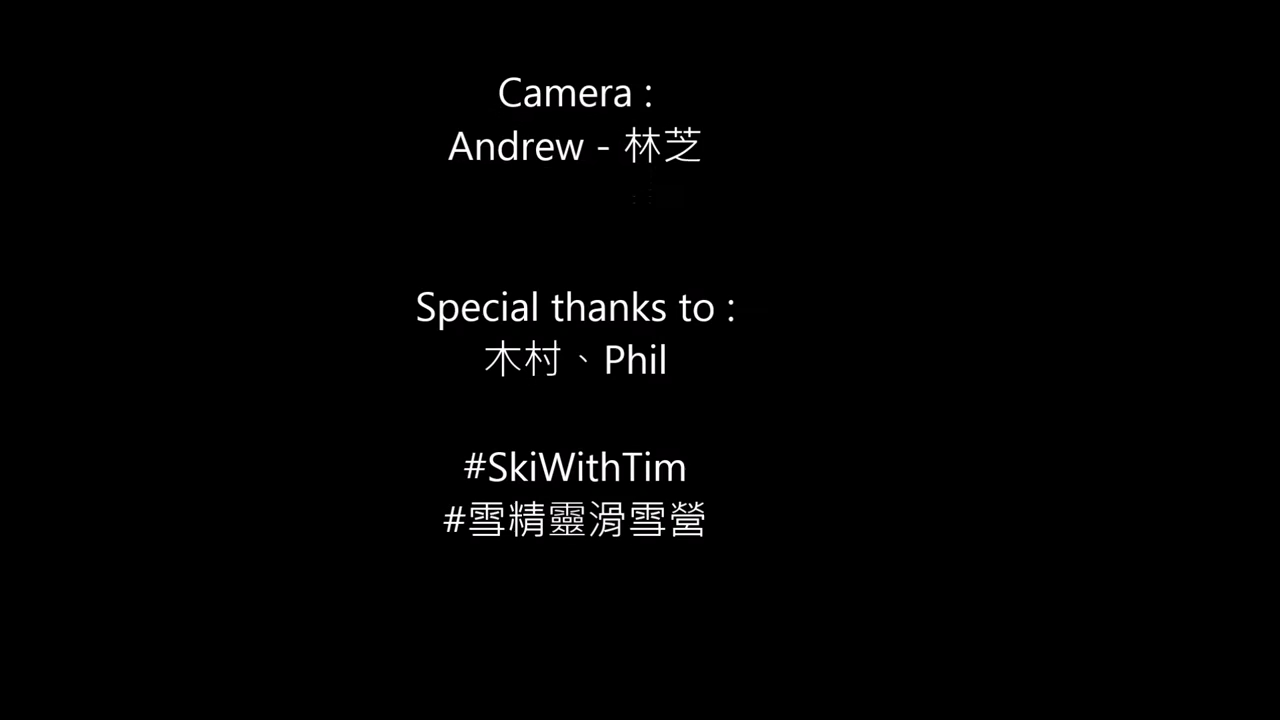 Camera :
Andrew - 林芝
Special thanks to :
木村、Phil
#SkiWithTim
#雪精靈滑雪營